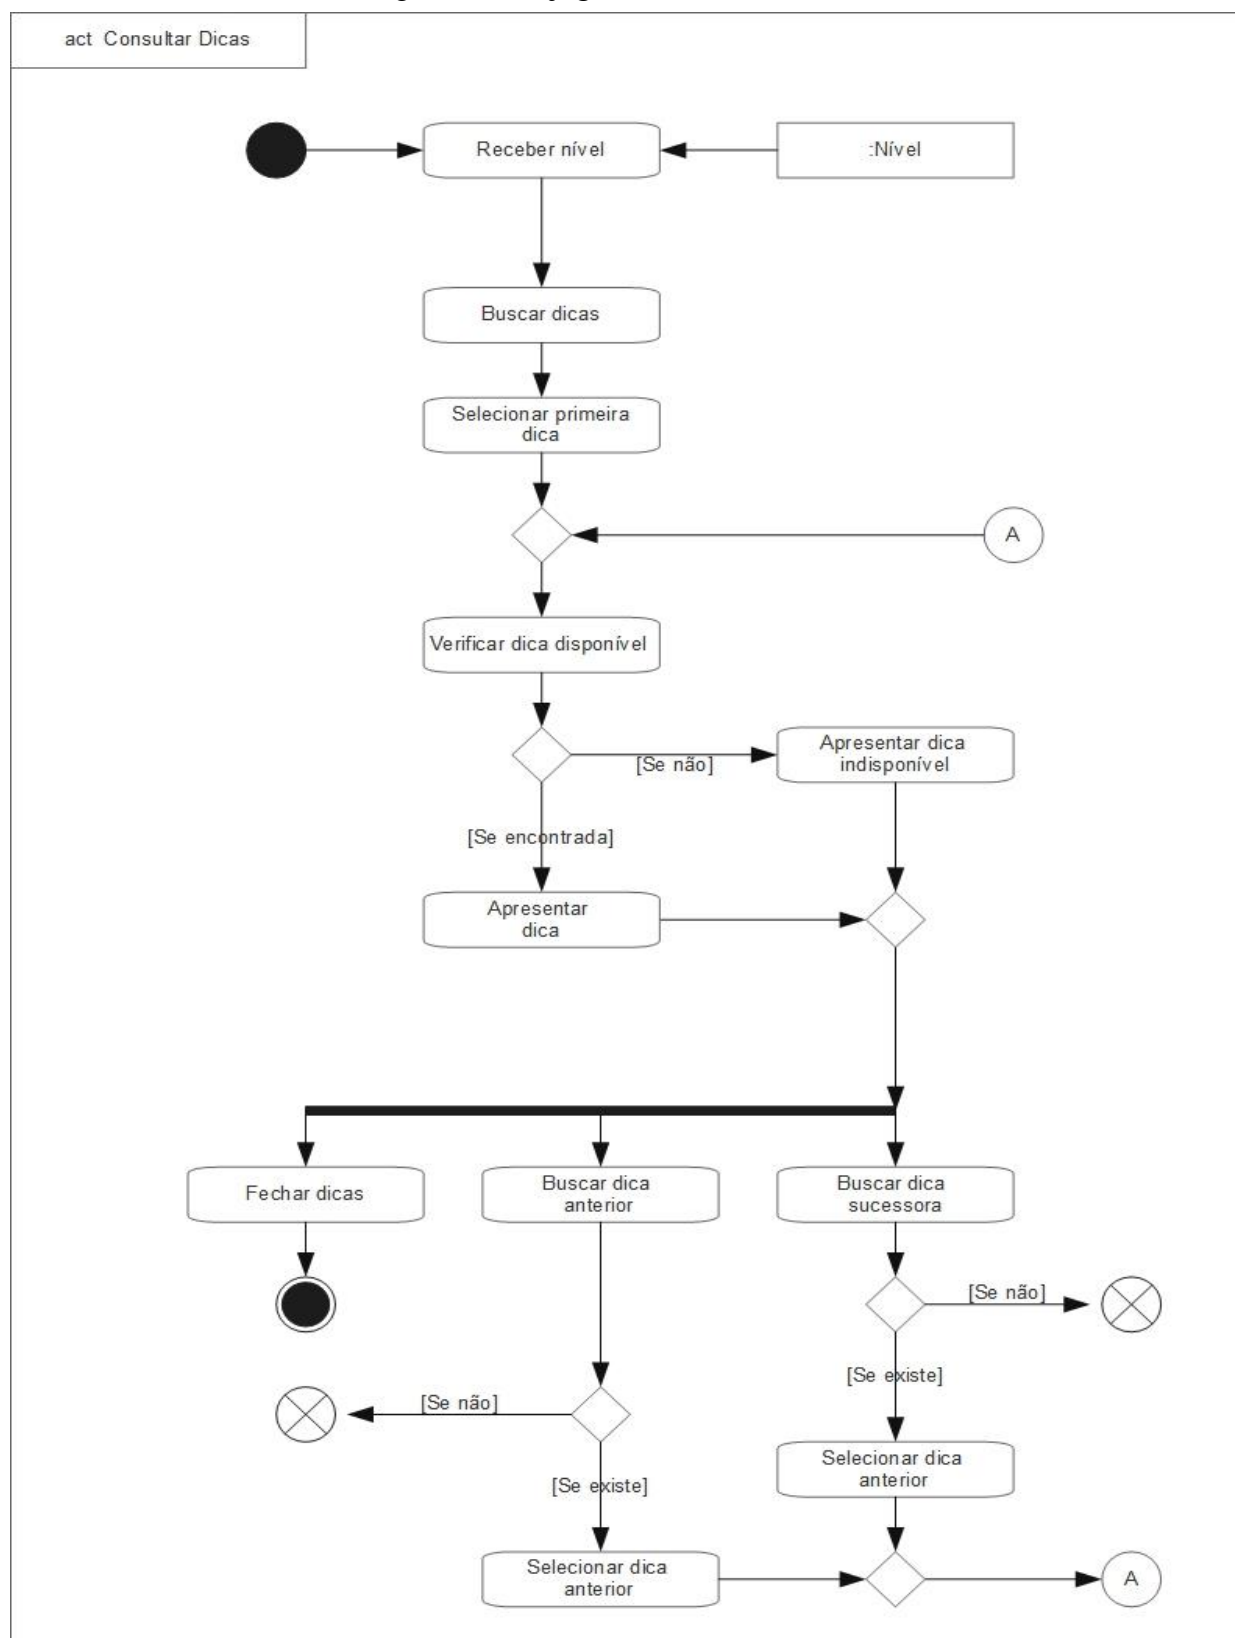 act Consultar Dicas
Receber nível
:Nível
Buscar dicas
Selecionar primeira
dica
A
Verificar dica disponível
[Se não]
Apresentar dica
indisponível
[Se encontrada]
Apresentar
dica
Fechar dicas
Buscar dica
anterior
Buscar dica
sucessora
[Se não]
[Se existe]
[Se não]
Selecionar dica
anterior
[Se existe]
Selecionar dica
anterior
A